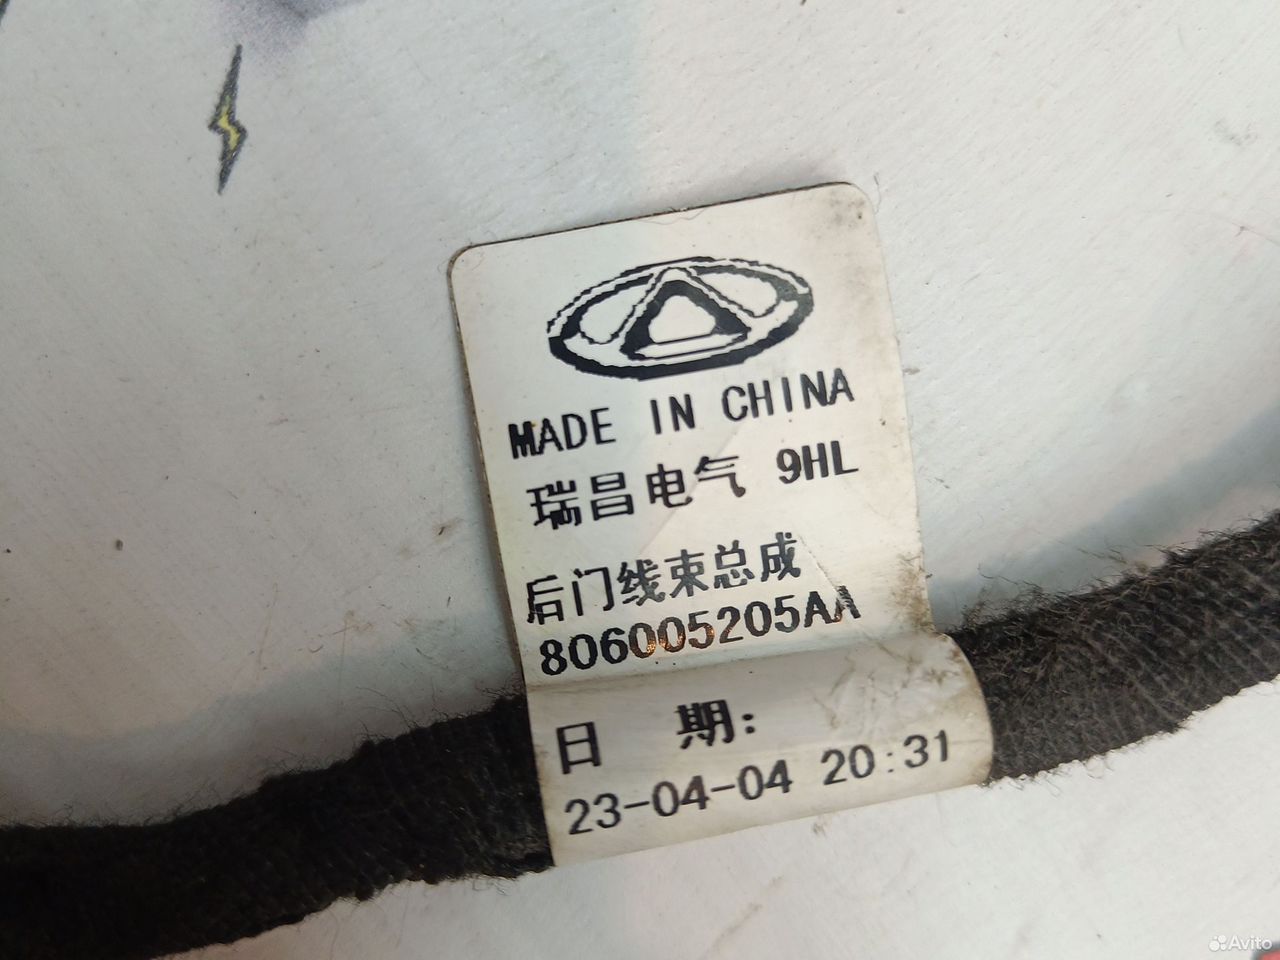 MADE IN CHINA
瑞昌电气 9HL
后门线束总成
806005205AA
日 期:
23-04-04 20:31
Avito